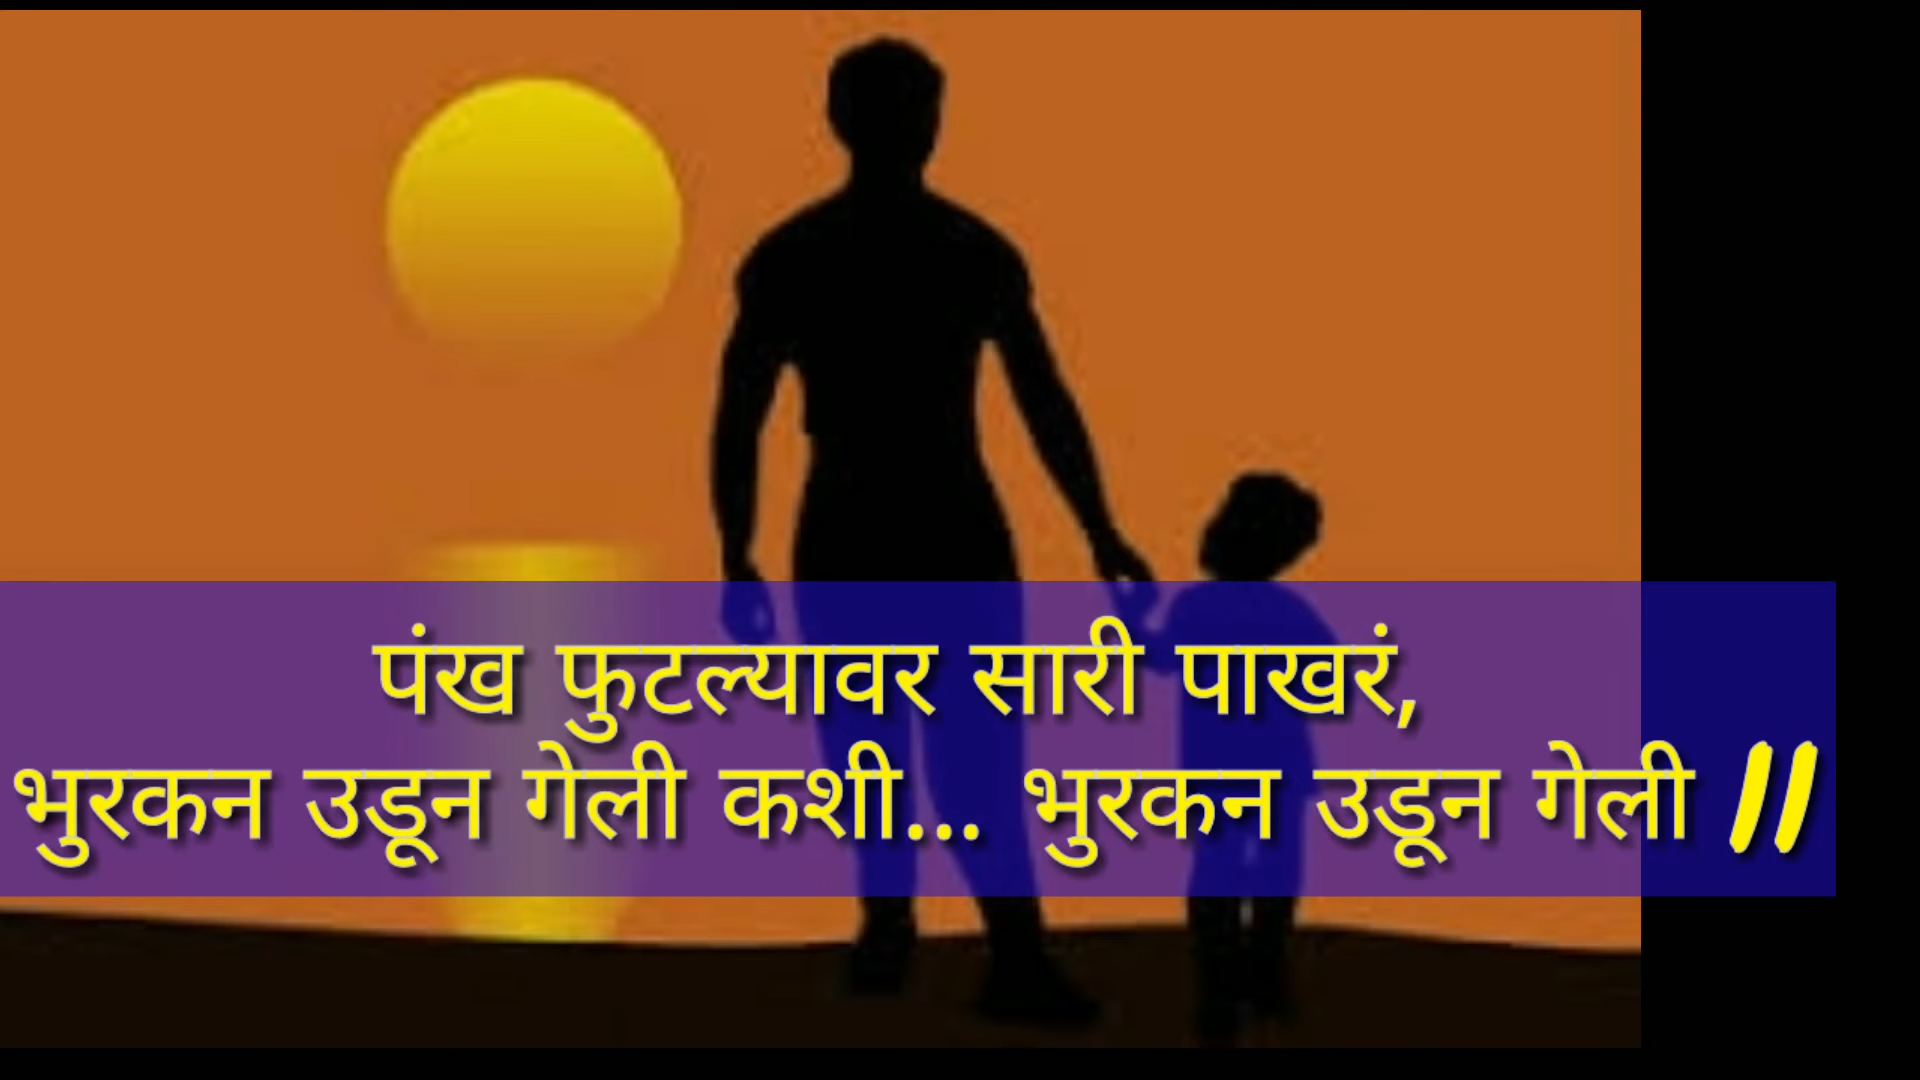 पंख फुटल्यावर सारी पाखरं,
भुरकन उडून गेली कशी... भुरकन उडून गेली //